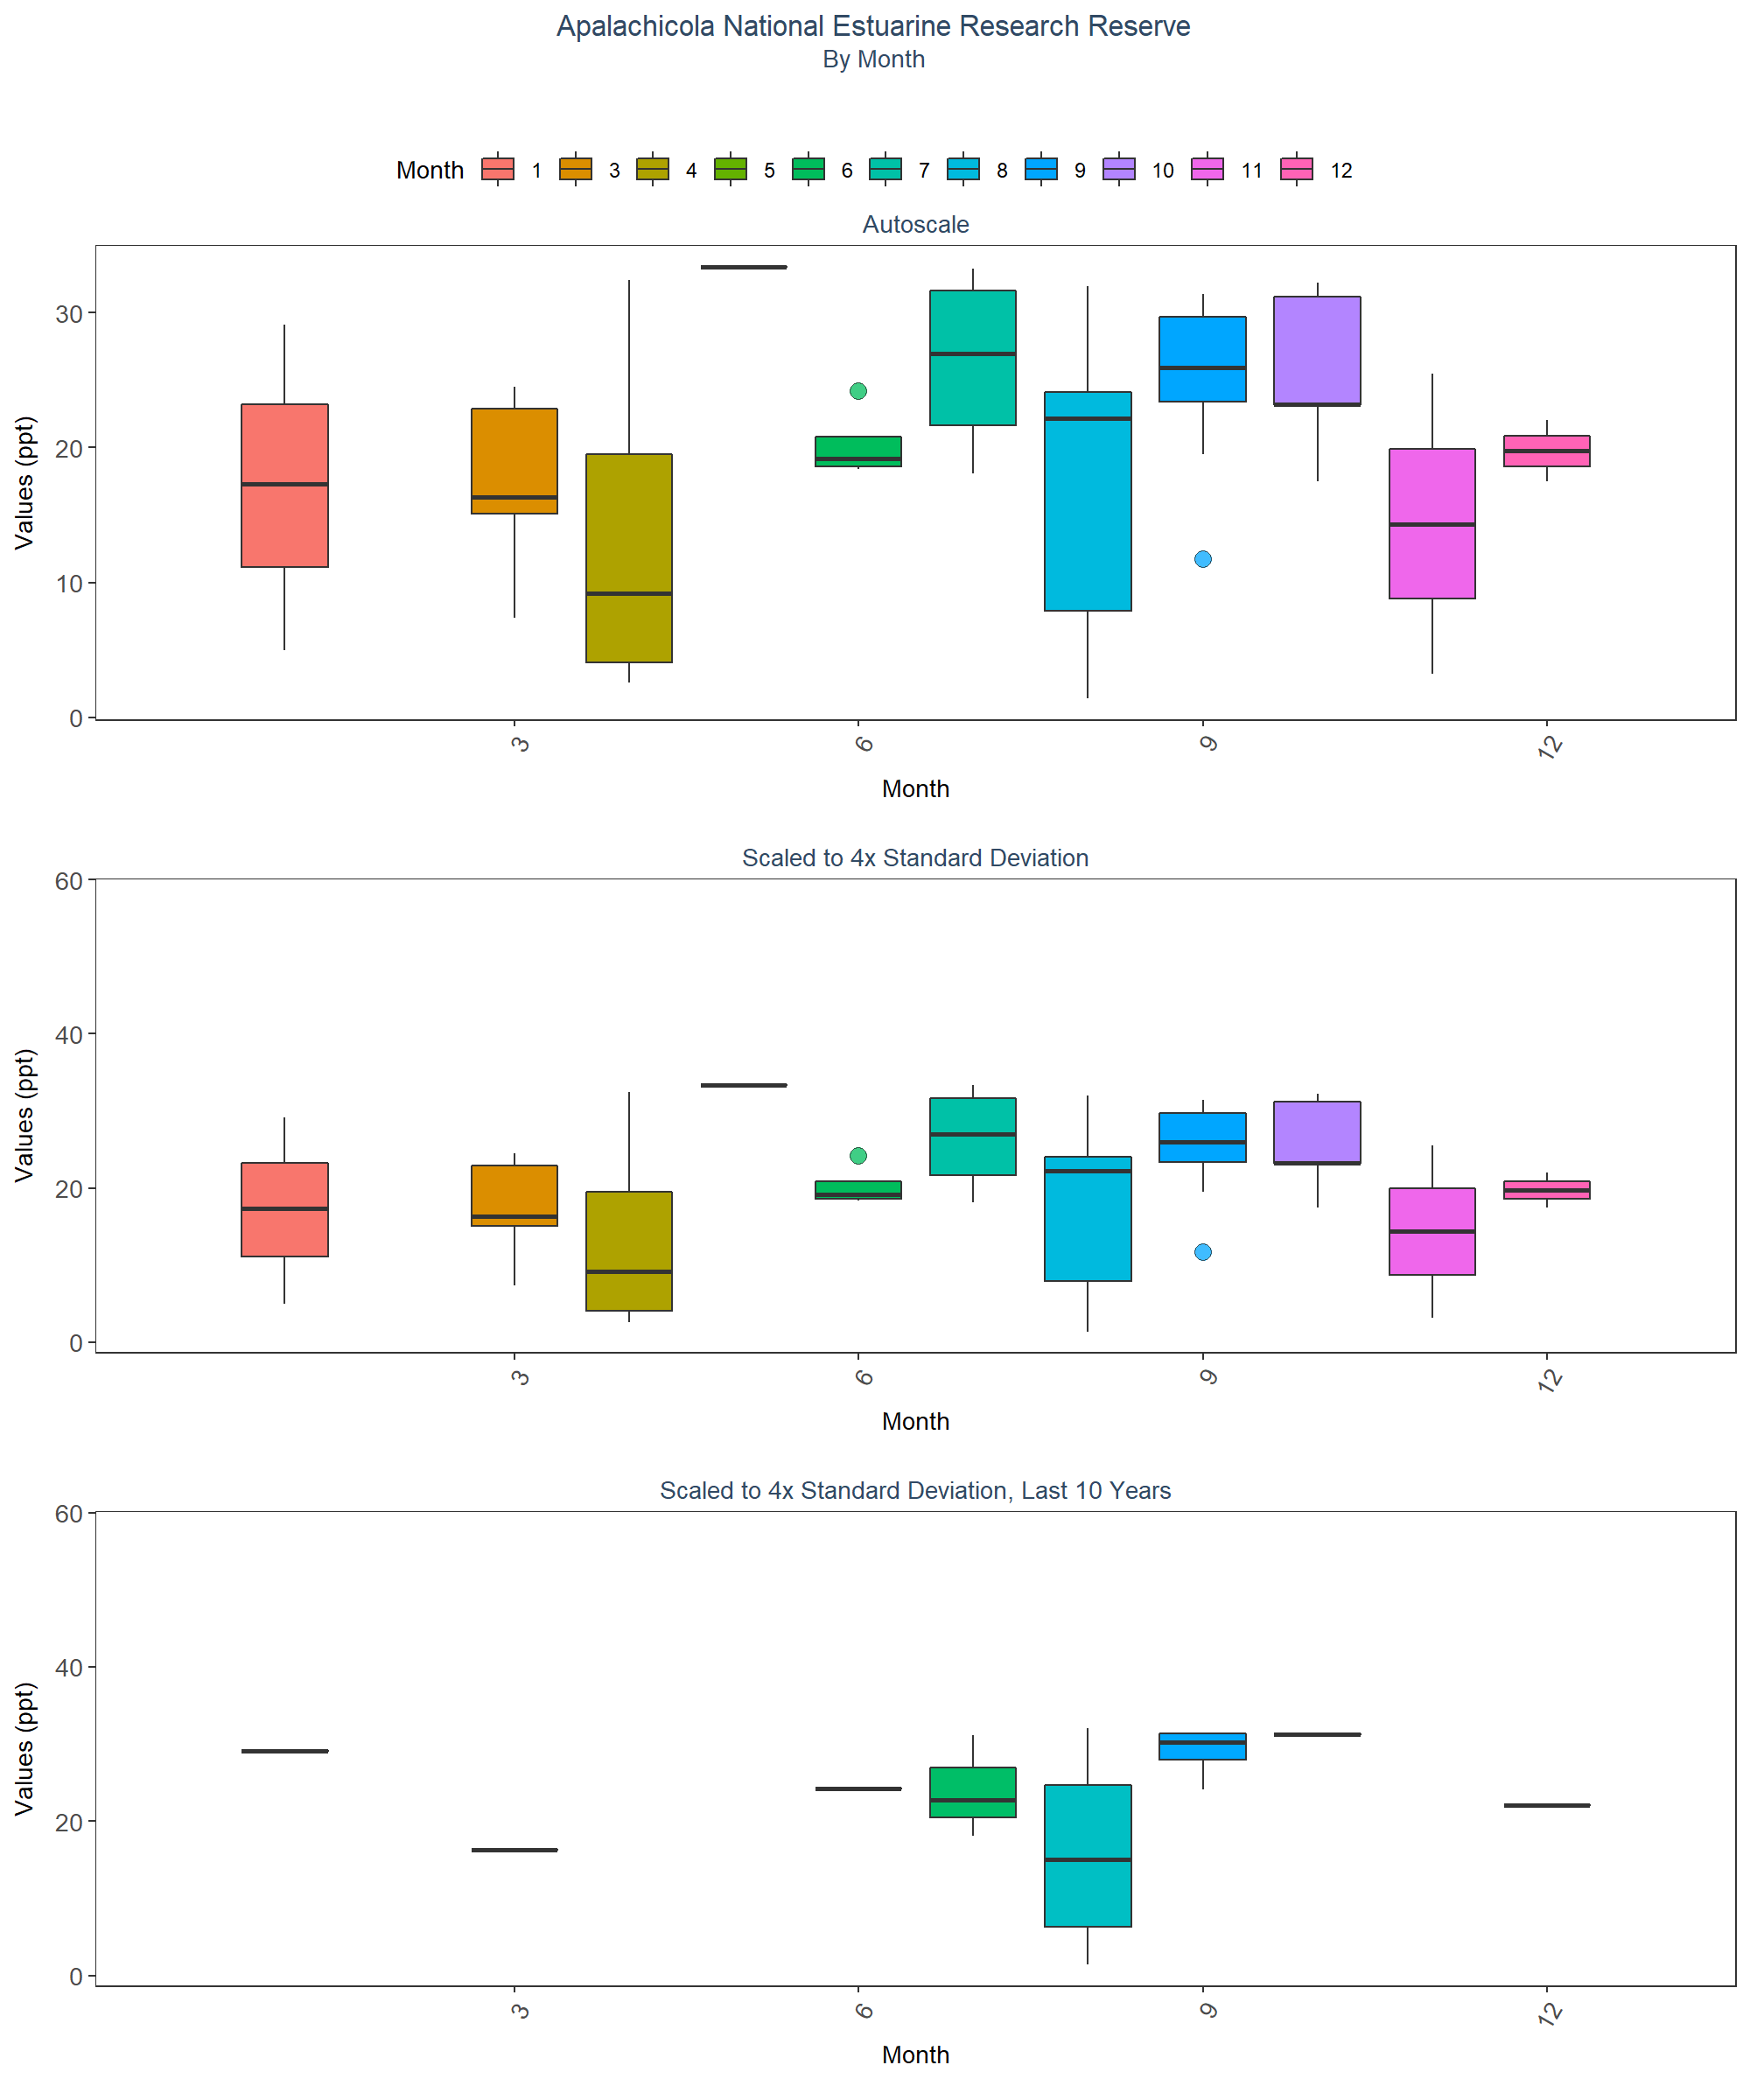 Apalachicola National Estuarine Research Reserve
By Month
Month 1 3 4 5 6 7 8 9 10 11 12
Autoscale
Values (ppt)
30
20
10
0
3 6 9 12
Month
Scaled to 4x Standard Deviation
Values (ppt)
60
40
20
0
3 6 9 12
Month
Scaled to 4x Standard Deviation, Last 10 Years
Values (ppt)
60
40
20
0
3 6 9 12
Month